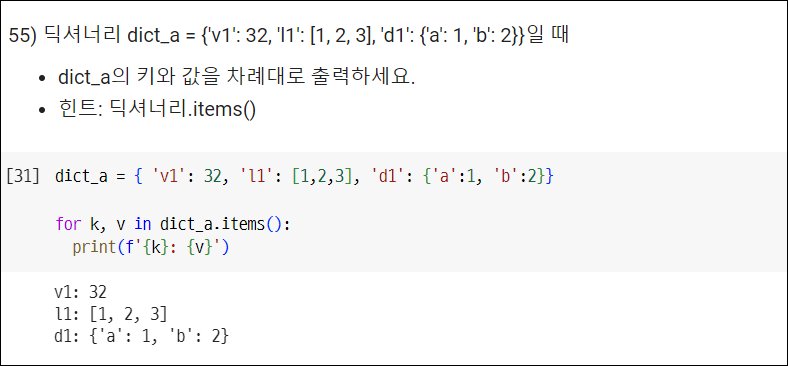 55) 딕셔너리 dict_a = {'v1': 32, 'l1': [1, 2, 3], 'd1': {'a': 1, 'b': 2}}일 때
• dict_a의 키와 값을 차례대로 출력하세요.
• 힌트: 딕셔너리.items()
[31] dict_a = { 'v1': 32, 'l1': [1,2,3], 'd1': {'a':1, 'b':2}}
for k, v in dict_a.items():
  print(f'{k}: {v}')
v1: 32
l1: [1, 2, 3]
d1: {'a': 1, 'b': 2}